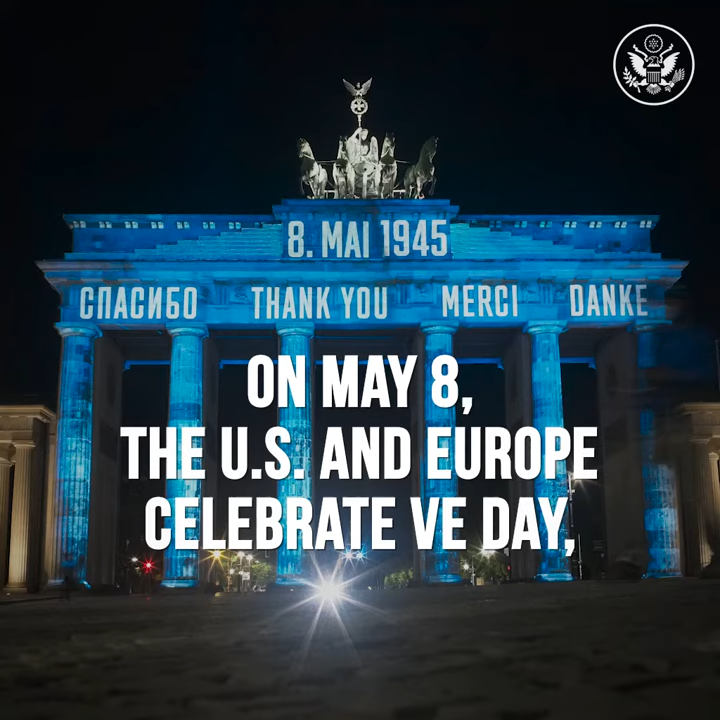 8. MAI 1945
СПАСИБО THANK YOU MERCI DANKE
ON MAY 8,
THE U.S. AND EUROPE
CELEBRATE VE DAY,